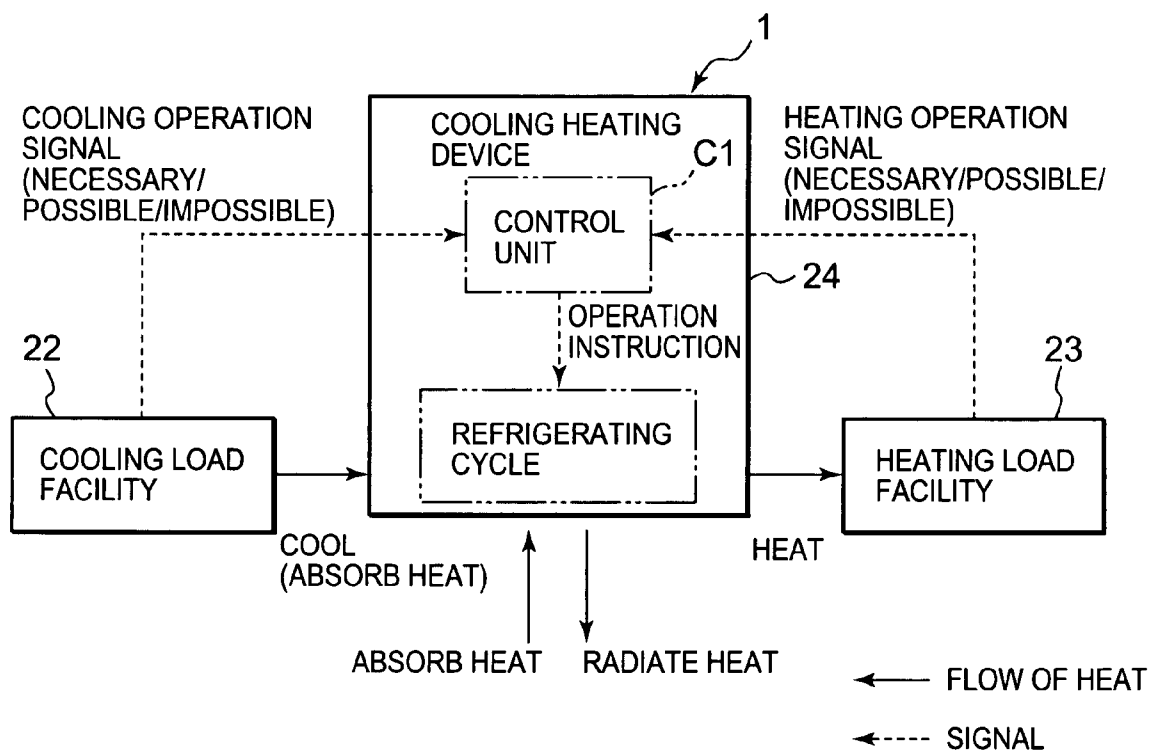 1
COOLING OPERATION
SIGNAL
(NECESSARY/
POSSIBLE/IMPOSSIBLE)
COOLING HEATING
DEVICE
C1
HEATING OPERATION
SIGNAL
(NECESSARY/POSSIBLE/
IMPOSSIBLE)
CONTROL
UNIT
24
OPERATION
INSTRUCTION
22
23
COOLING LOAD
FACILITY
REFRIGERATING
CYCLE
HEATING LOAD
FACILITY
COOL
(ABSORB HEAT)
HEAT
ABSORB HEAT
RADIATE HEAT
FLOW OF HEAT
SIGNAL